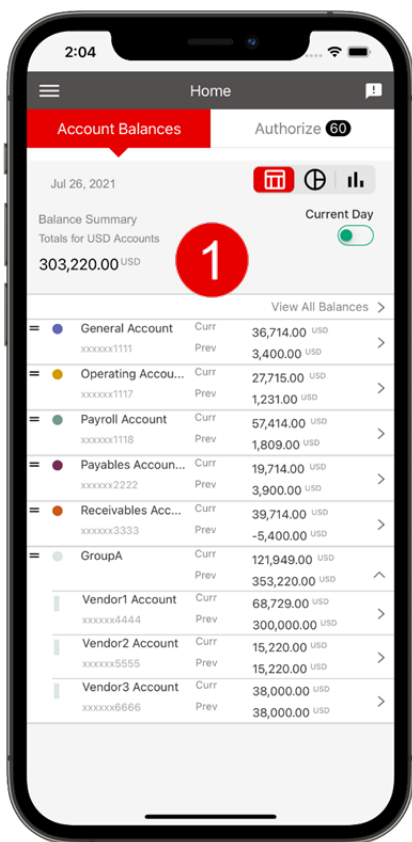 2:04
Home
Account Balances
Authorize 60
Jul 26, 2021
Balance Summary
Current Day
Totals for USD Accounts
303,220.00 USD
1
View All Balances
General Account Curr 36,714.00 USD
xxxxxx1111 Prev 3,400.00 USD
Operating Accou... Curr 27,715.00 USD
xxxxxx1117 Prev 1,231.00 USD
Payroll Account Curr 57,414.00 USD
xxxxxx1118 Prev 1,809.00 USD
Payables Accoun... Curr 19,714.00 USD
xxxxxx2222 Prev 3,900.00 USD
Receivables Acc... Curr 39,714.00 USD
xxxxxx3333 Prev -5,400.00 USD
GroupA Curr 121,949.00 USD
Prev 353,220.00 USD
Vendor1 Account Curr 68,729.00 USD
xxxxxx4444 Prev 300,000.00 USD
Vendor2 Account Curr 15,220.00 USD
xxxxxx5555 Prev 15,220.00 USD
Vendor3 Account Curr 38,000.00 USD
xxxxxx6666 Prev 38,000.00 USD